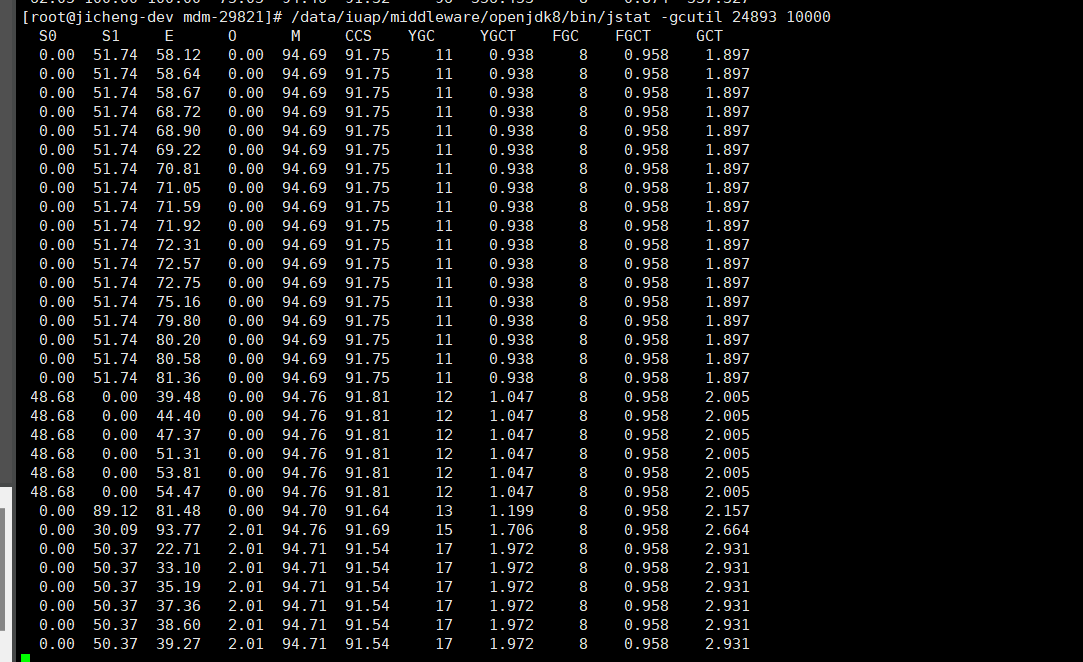 [root@jicheng-dev mdm-29821]# /data/iuap/middleware/openjdk8/bin/jstat -gcutil 24893 10000
S0 S1 E O M CCS YGC YGCT FGC FGCT GCT
0.00 51.74 58.12 0.00 94.69 91.75 11 0.938 8 0.958 1.897
0.00 51.74 58.64 0.00 94.69 91.75 11 0.938 8 0.958 1.897
0.00 51.74 58.67 0.00 94.69 91.75 11 0.938 8 0.958 1.897
0.00 51.74 68.72 0.00 94.69 91.75 11 0.938 8 0.958 1.897
0.00 51.74 68.90 0.00 94.69 91.75 11 0.938 8 0.958 1.897
0.00 51.74 69.22 0.00 94.69 91.75 11 0.938 8 0.958 1.897
0.00 51.74 70.81 0.00 94.69 91.75 11 0.938 8 0.958 1.897
0.00 51.74 71.05 0.00 94.69 91.75 11 0.938 8 0.958 1.897
0.00 51.74 71.59 0.00 94.69 91.75 11 0.938 8 0.958 1.897
0.00 51.74 71.92 0.00 94.69 91.75 11 0.938 8 0.958 1.897
0.00 51.74 72.31 0.00 94.69 91.75 11 0.938 8 0.958 1.897
0.00 51.74 72.57 0.00 94.69 91.75 11 0.938 8 0.958 1.897
0.00 51.74 72.75 0.00 94.69 91.75 11 0.938 8 0.958 1.897
0.00 51.74 75.16 0.00 94.69 91.75 11 0.938 8 0.958 1.897
0.00 51.74 79.80 0.00 94.69 91.75 11 0.938 8 0.958 1.897
0.00 51.74 80.20 0.00 94.69 91.75 11 0.938 8 0.958 1.897
0.00 51.74 80.58 0.00 94.69 91.75 11 0.938 8 0.958 1.897
0.00 51.74 81.36 0.00 94.69 91.75 11 0.938 8 0.958 1.897
48.68 0.00 39.48 0.00 94.76 91.81 12 1.047 8 0.958 2.005
48.68 0.00 44.40 0.00 94.76 91.81 12 1.047 8 0.958 2.005
48.68 0.00 47.37 0.00 94.76 91.81 12 1.047 8 0.958 2.005
48.68 0.00 51.31 0.00 94.76 91.81 12 1.047 8 0.958 2.005
48.68 0.00 53.81 0.00 94.76 91.81 12 1.047 8 0.958 2.005
48.68 0.00 54.47 0.00 94.76 91.81 12 1.047 8 0.958 2.005
0.00 89.12 81.48 0.00 94.70 91.64 13 1.199 8 0.958 2.157
0.00 30.09 93.77 2.01 94.76 91.69 15 1.706 8 0.958 2.664
0.00 50.37 22.71 2.01 94.71 91.54 17 1.972 8 0.958 2.931
0.00 50.37 33.10 2.01 94.71 91.54 17 1.972 8 0.958 2.931
0.00 50.37 35.19 2.01 94.71 91.54 17 1.972 8 0.958 2.931
0.00 50.37 37.36 2.01 94.71 91.54 17 1.972 8 0.958 2.931
0.00 50.37 38.60 2.01 94.71 91.54 17 1.972 8 0.958 2.931
0.00 50.37 39.27 2.01 94.71 91.54 17 1.972 8 0.958 2.931